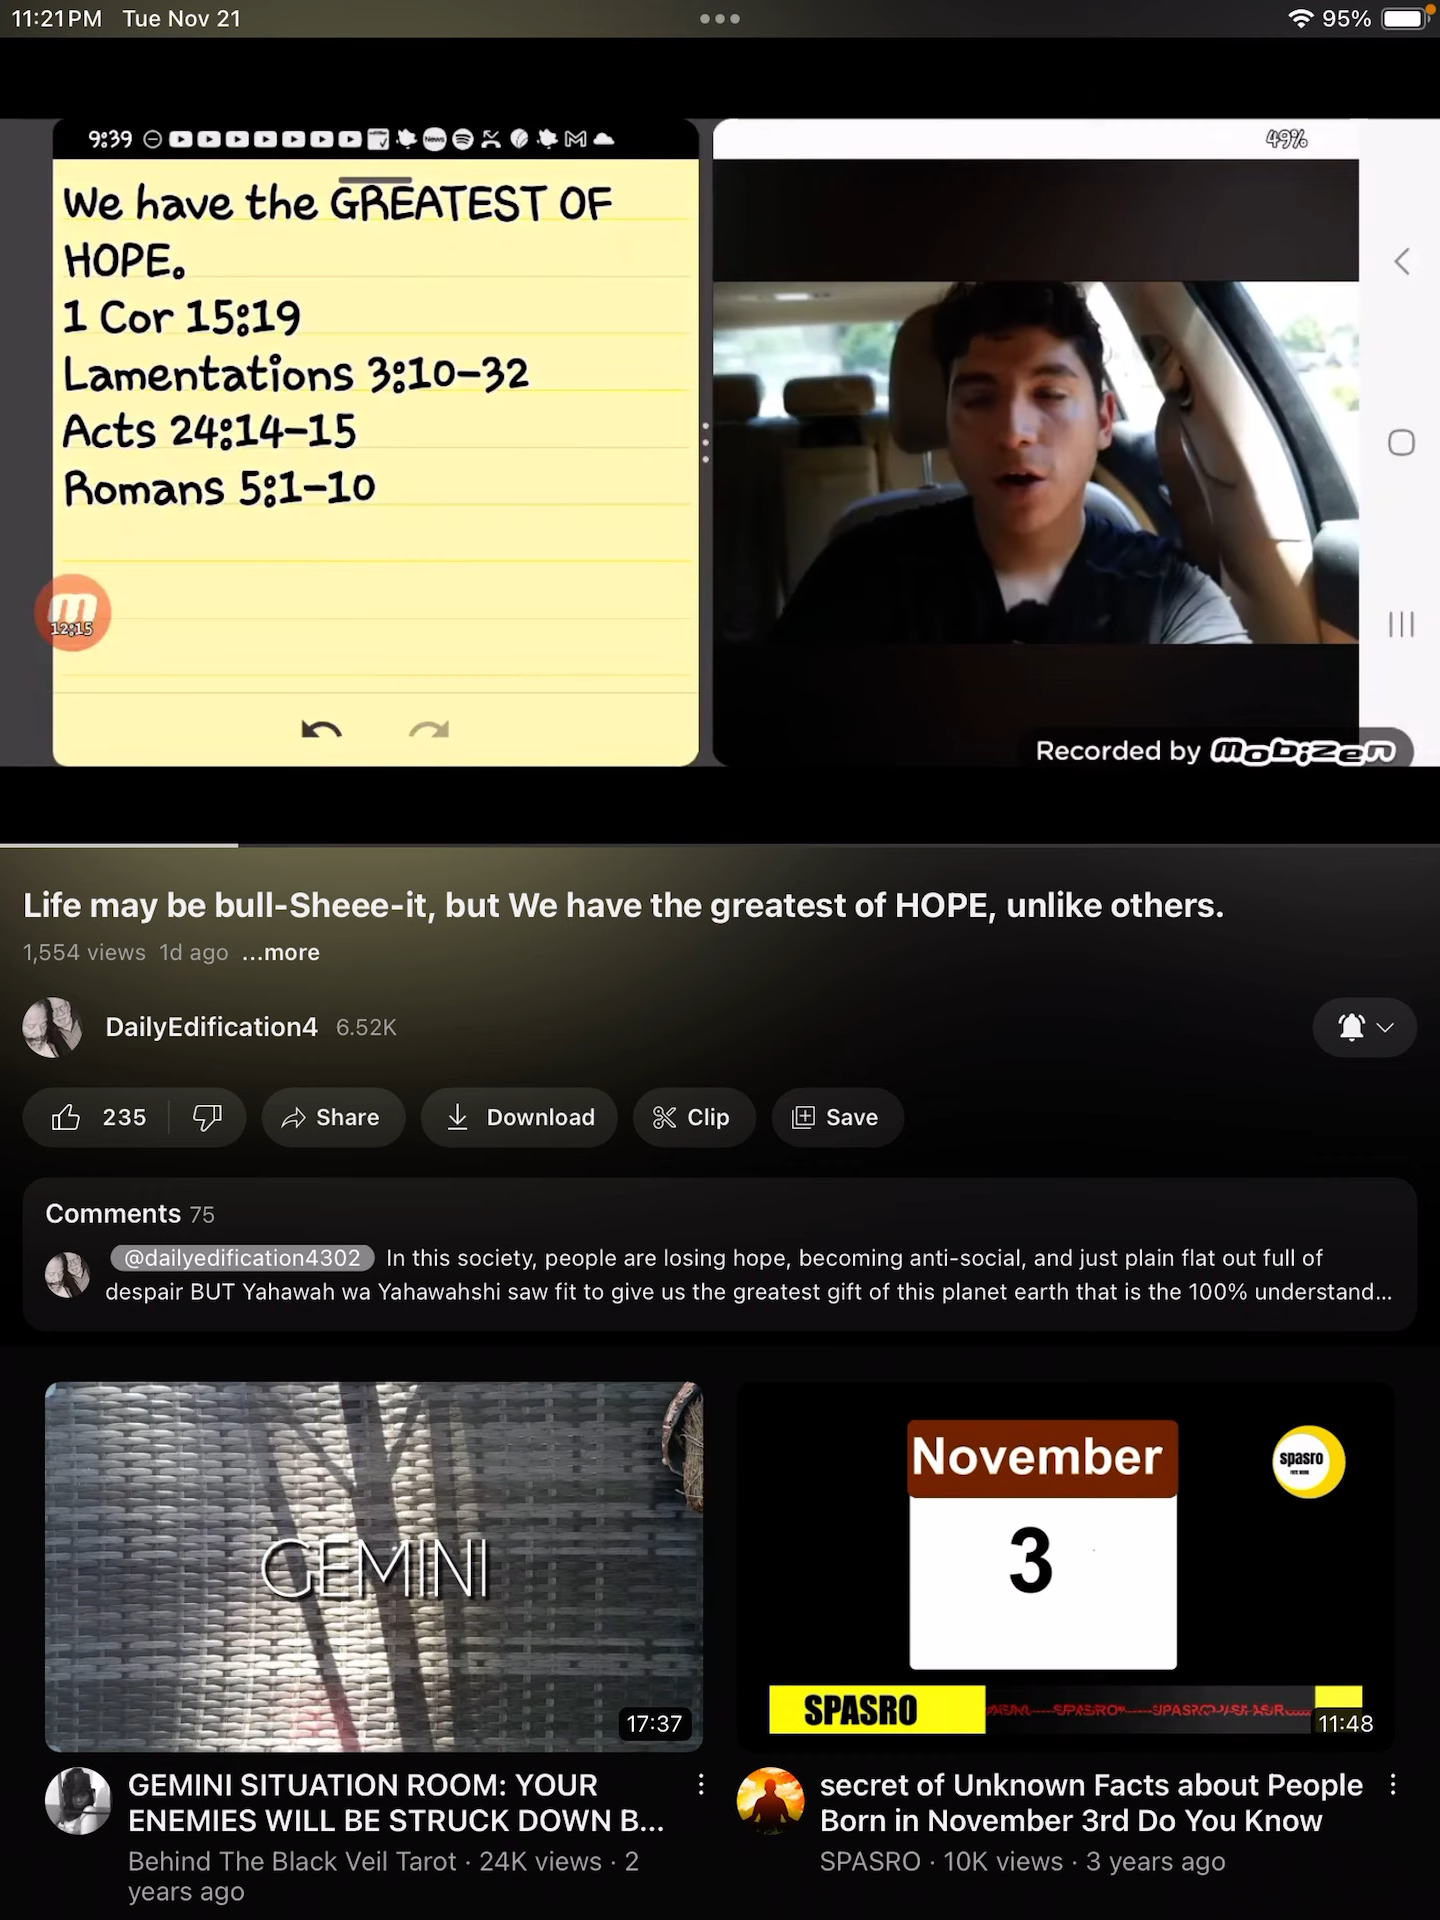 11:21 PM Tue Nov 21
95%
9:39
News
49%
We have the GREATEST OF
HOPE.
1 Cor 15:19
Lamentations 3:10-32
Acts 24:14-15
Romans 5:1-10
12:15
Recorded by mobizen
Life may be bull-Sheee-it, but We have the greatest of HOPE, unlike others.
1,554 views 1d ago ...more
DailyEdification4 6.52K
235
Share
Download
Clip
Save
Comments 75
@dailyedification4302 In this society, people are losing hope, becoming anti-social, and just plain flat out full of
despair BUT Yahawah wa Yahawahshi saw fit to give us the greatest gift of this planet earth that is the 100% understand...
GEMINI
17:37
November
3
spasro
SPASRO
11:48
GEMINI SITUATION ROOM: YOUR
ENEMIES WILL BE STRUCK DOWN B...
Behind The Black Veil Tarot · 24K views · 2
years ago
secret of Unknown Facts about People
Born in November 3rd Do You Know
SPASRO · 10K views · 3 years ago